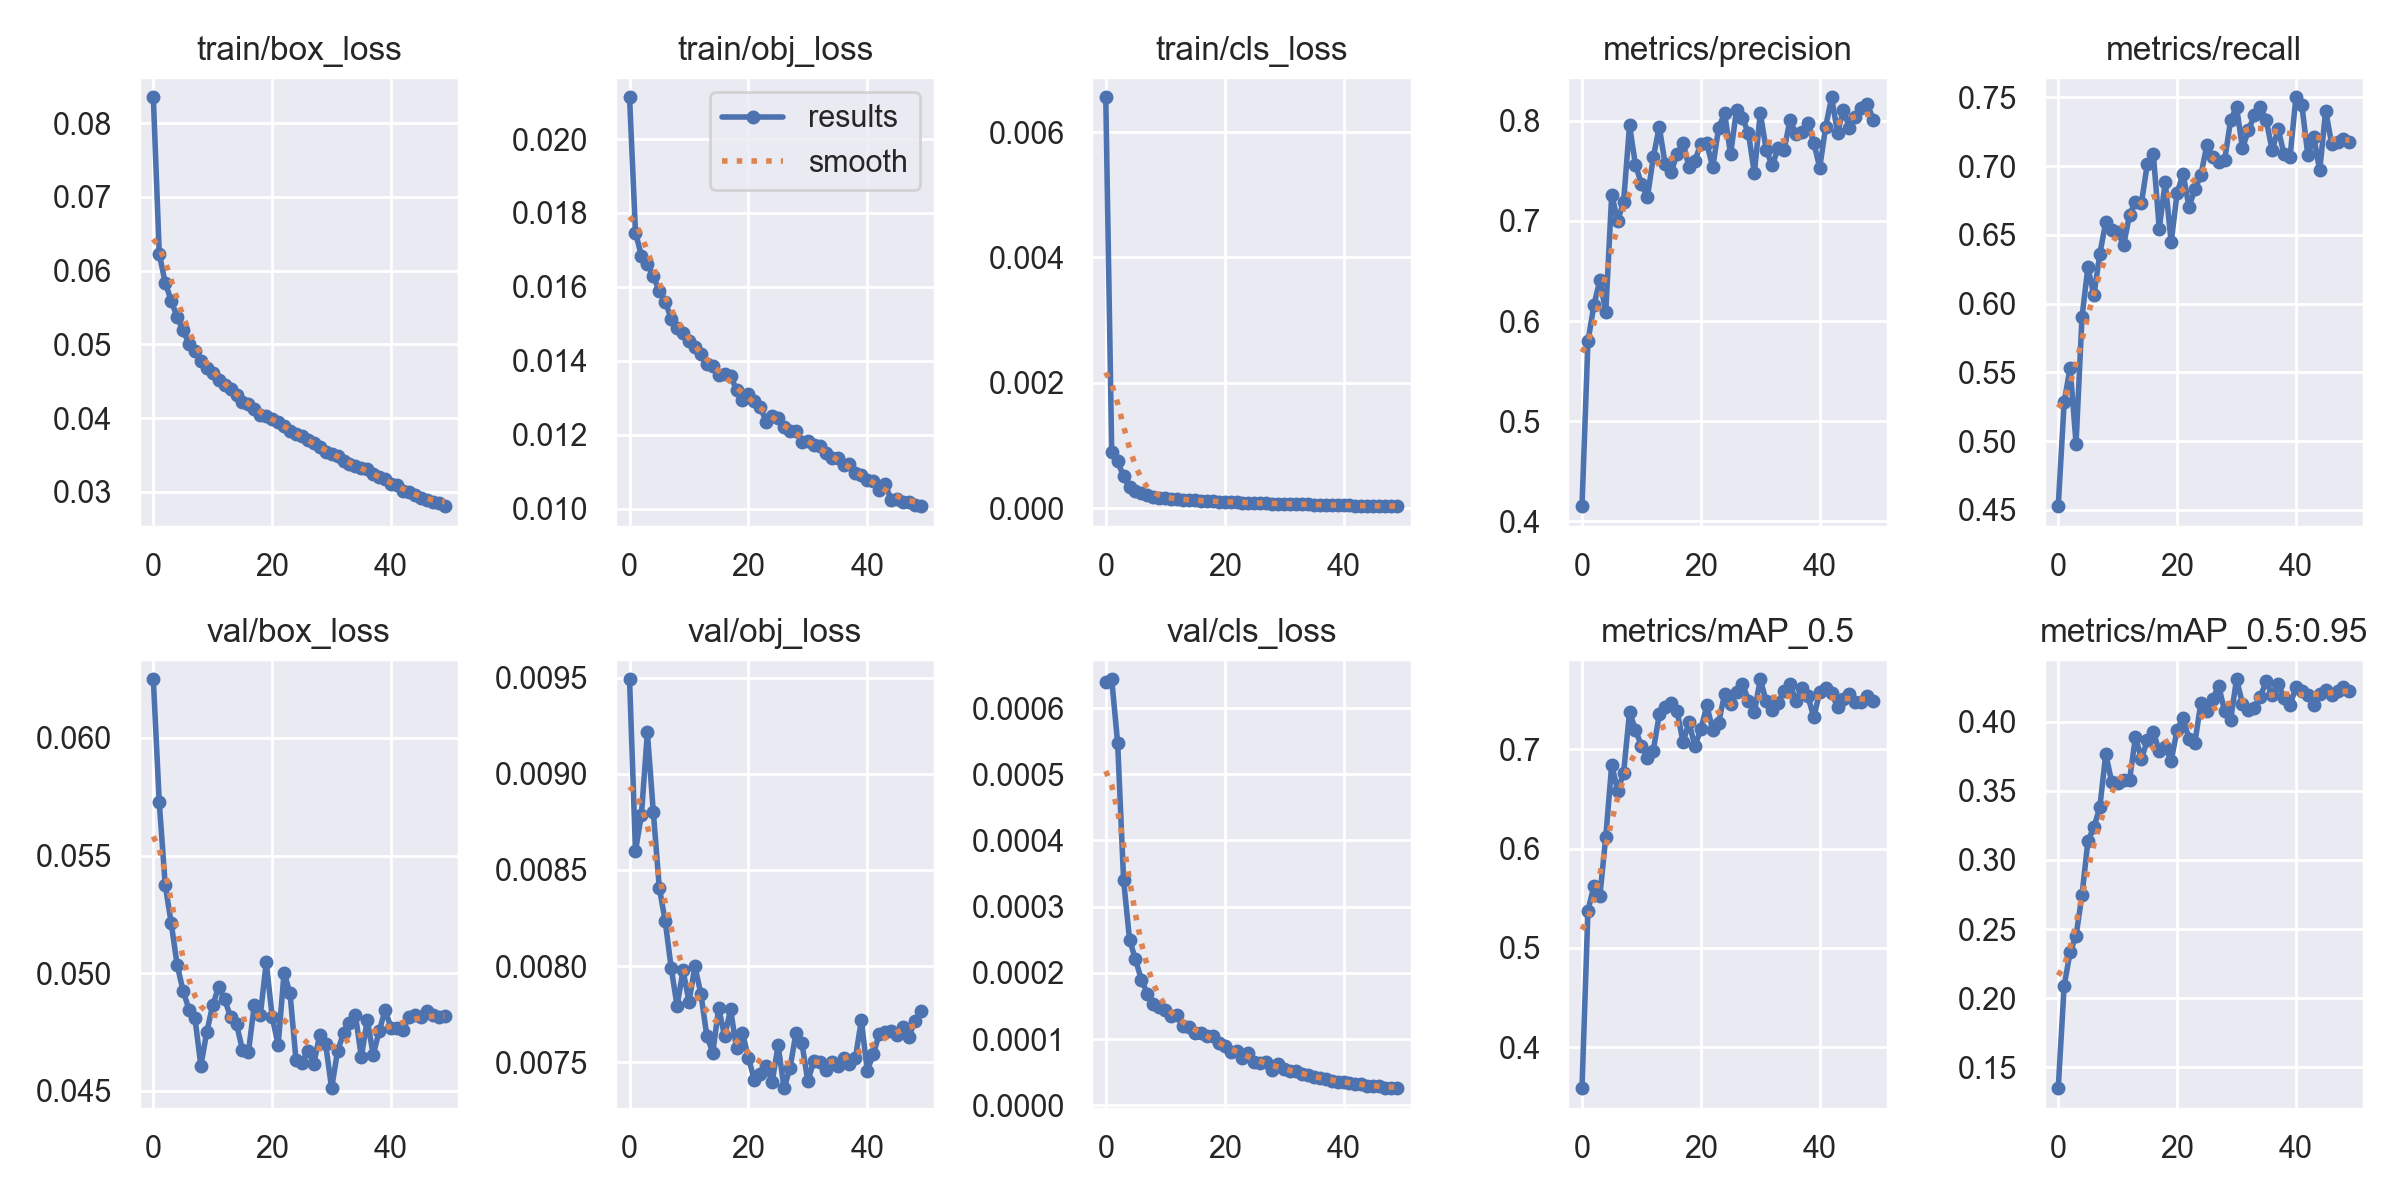 train/box_loss
0.08
0.07
0.06
0.05
0.04
0.03
0 20 40
train/obj_loss
results
smooth
0.020
0.018
0.016
0.014
0.012
0.010
0 20 40
train/cls_loss
0.006
0.004
0.002
0.000
0 20 40
metrics/precision
0.8
0.7
0.6
0.5
0.4
0 20 40
metrics/recall
0.75
0.70
0.65
0.60
0.55
0.50
0.45
0 20 40
val/box_loss
0.060
0.055
0.050
0.045
0 20 40
val/obj_loss
0.0095
0.0090
0.0085
0.0080
0.0075
0 20 40
val/cls_loss
0.0006
0.0005
0.0004
0.0003
0.0002
0.0001
0.0000
0 20 40
metrics/mAP_0.5
0.7
0.6
0.5
0.4
0 20 40
metrics/mAP_0.5:0.95
0.40
0.35
0.30
0.25
0.20
0.15
0 20 40